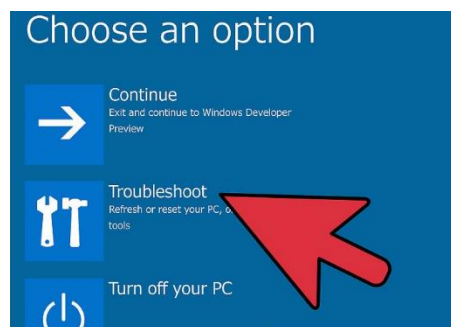 Choose an option
Continue
Exit and continue to Windows Developer
Preview
Troubleshoot
Refresh or reset your PC,
tools
Turn off your PC